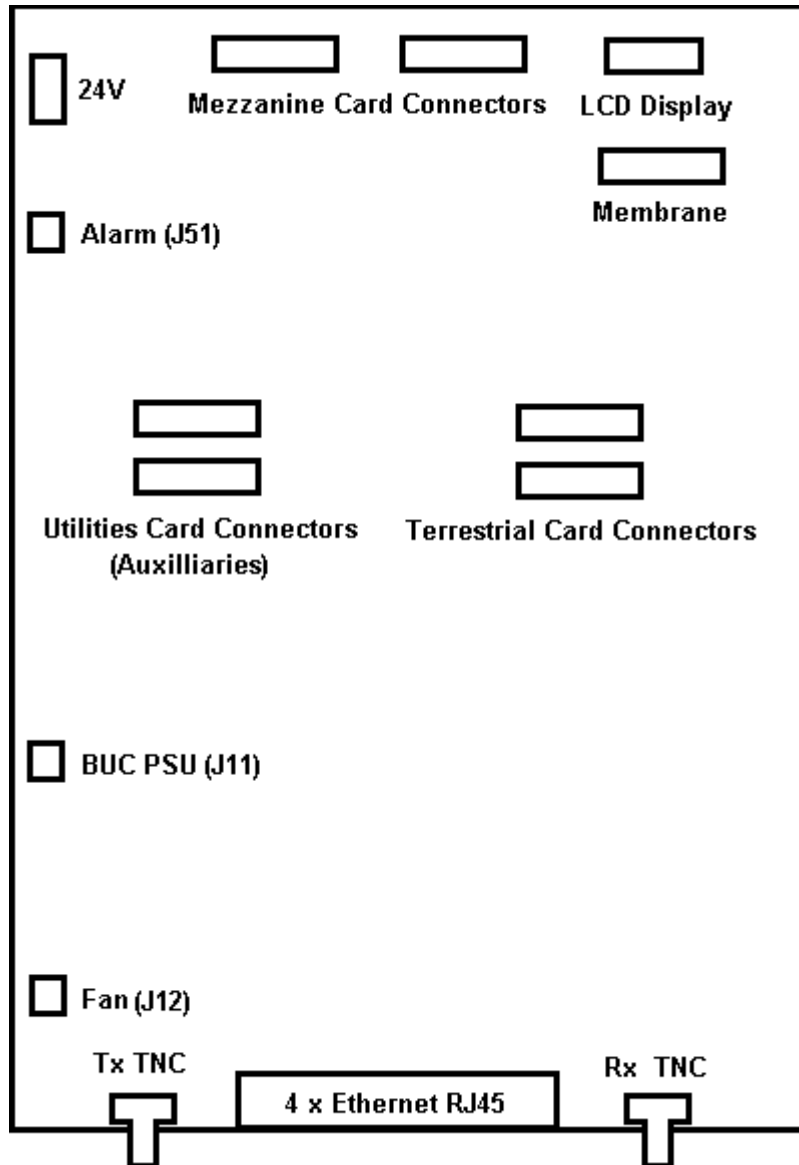 24V
Mezzanine Card Connectors
LCD Display
Membrane
Alarm (J51)
Utilities Card Connectors
(Auxilliaries)
Terrestrial Card Connectors
BUC PSU (J11)
Fan (J12)
Tx TNC
4 x Ethernet RJ45
Rx TNC